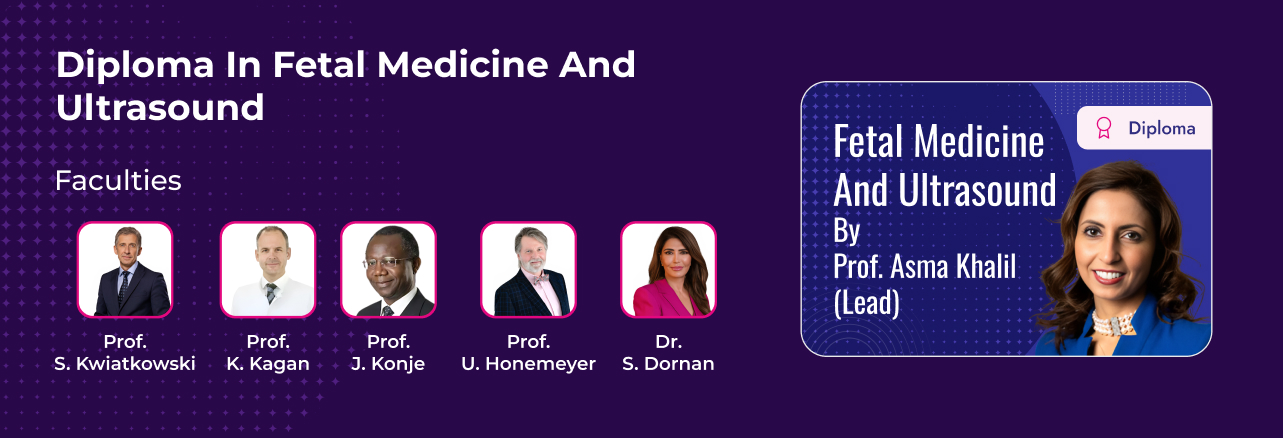 Diploma In Fetal Medicine And
Ultrasound
Faculties
Prof.
S. Kwiatkowski
Prof.
K. Kagan
Prof.
J. Konje
Prof.
U. Honemeyer
Dr.
S. Dornan
Diploma
Fetal Medicine
And Ultrasound
By
Prof. Asma Khalil
(Lead)